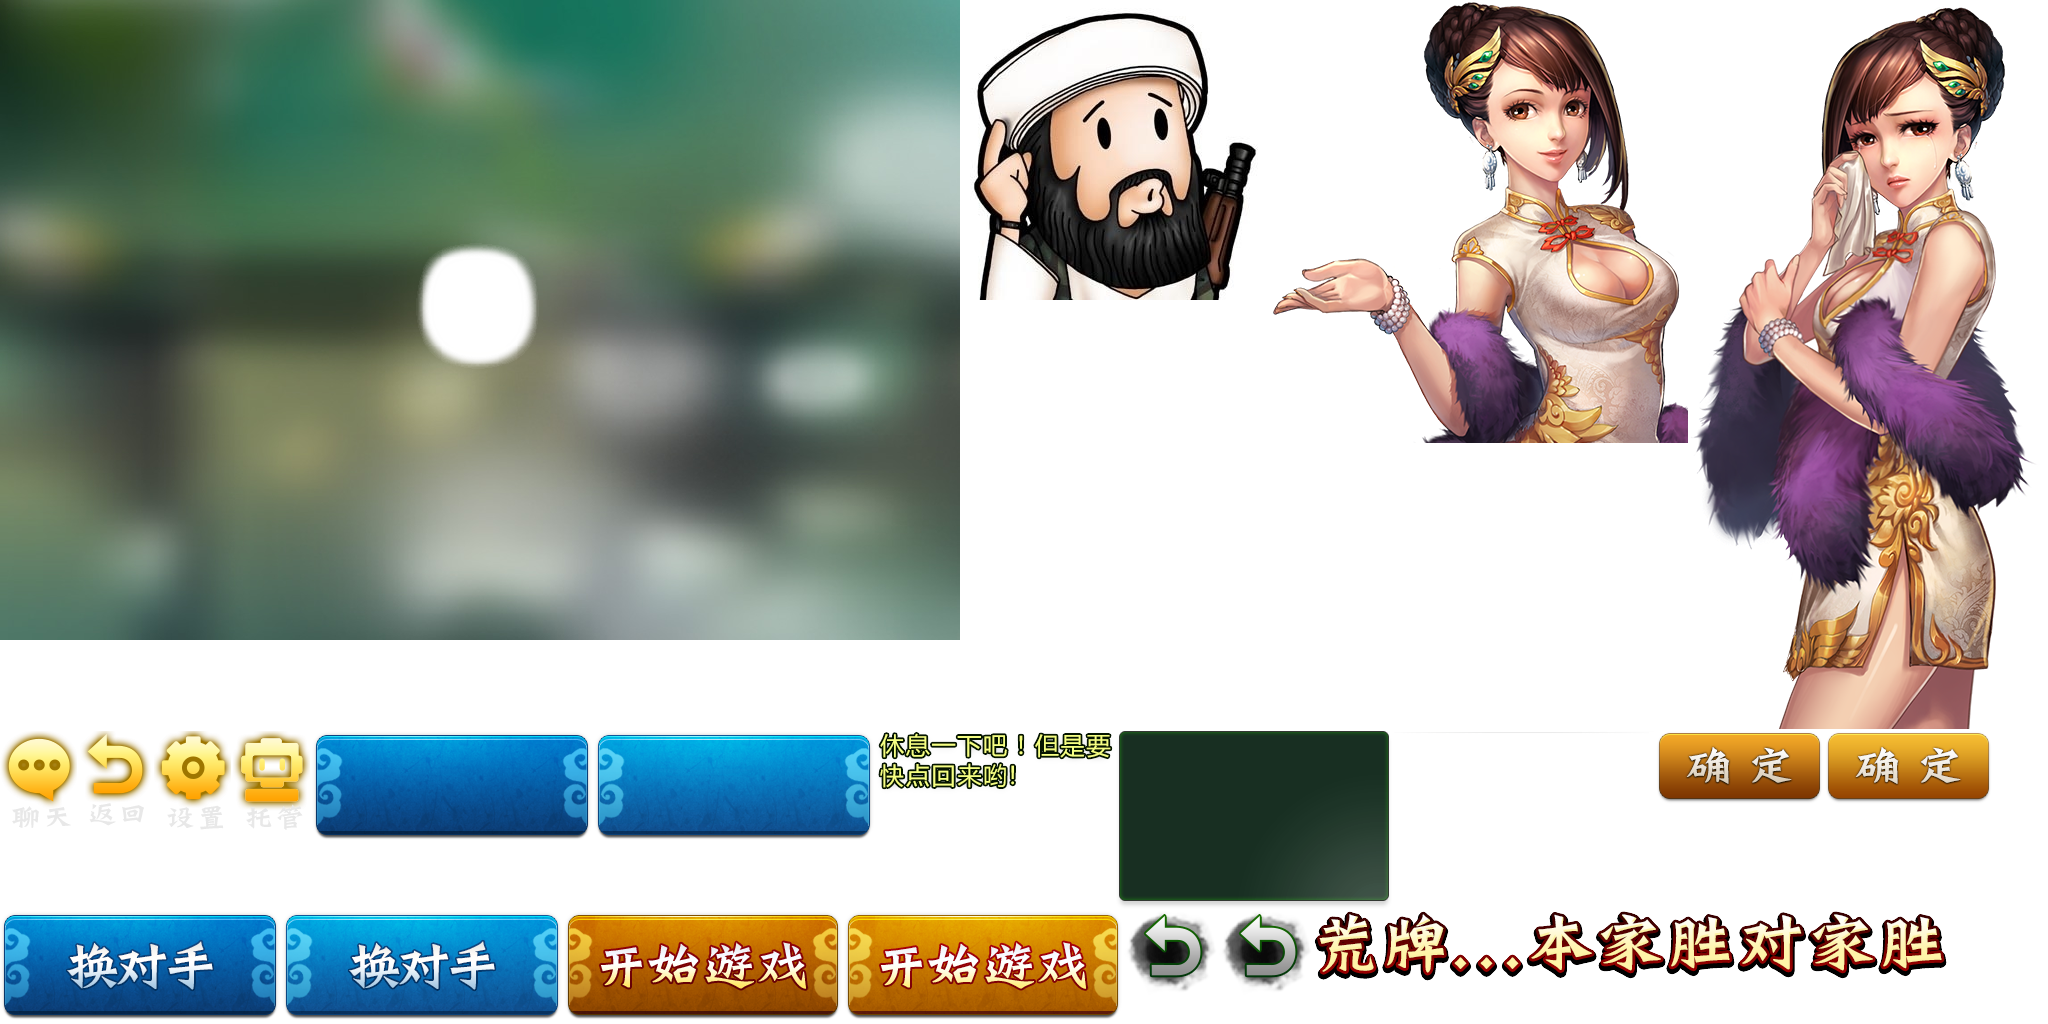 休息一下吧！但是要
快点回来哟!
聊天
返回
设置
托管
确 定
确 定
换对手
换对手
开始游戏
开始游戏
荒牌...本家胜对家胜